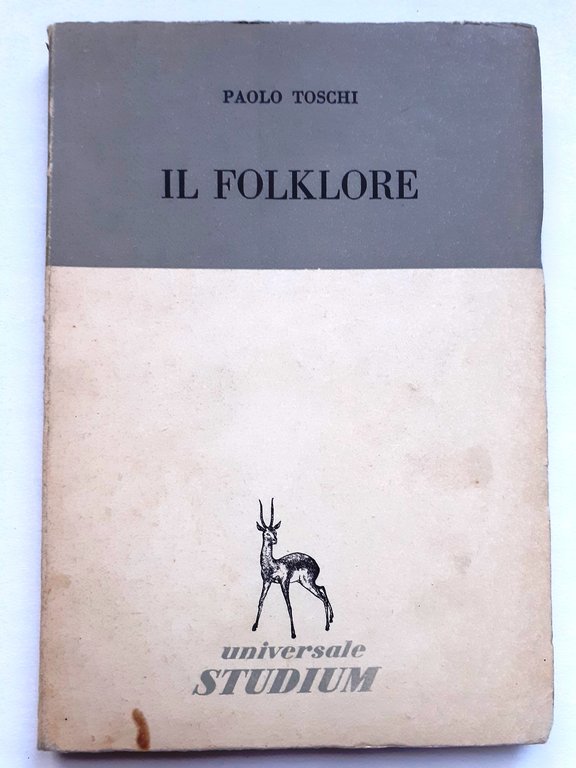 PAOLO TOSCHI
IL FOLKLORE
universale
STUDIUM